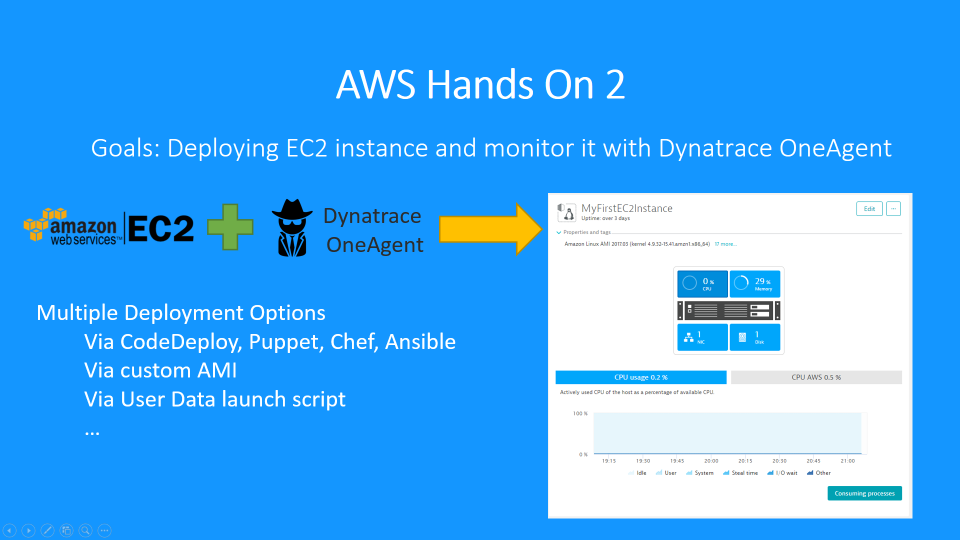 AWS Hands On 2
Goals: Deploying EC2 instance and monitor it with Dynatrace OneAgent
amazon
web services™
EC2
Dynatrace
OneAgent
Multiple Deployment Options
Via CodeDeploy, Puppet, Chef, Ansible
Via custom AMI
Via User Data launch script
...
MyFirstEC2Instance
Uptime: over 3 days
Edit
...
Properties and tags
Amazon Linux AMI 2017.03 (kernel 4.9.32-15.41.amzn1.x86_64) 17 more...
0 %
CPU
29 %
Memory
1
NIC
1
Disk
CPU usage 0.2 %
CPU AWS 0.5 %
Actively used CPU of the host as a percentage of available CPU.
100 %
0 %
19:15 19:30 19:45 20:00 20:15 20:30 20:45 21:00
Idle User System Steal time I/O wait Other
Consuming processes